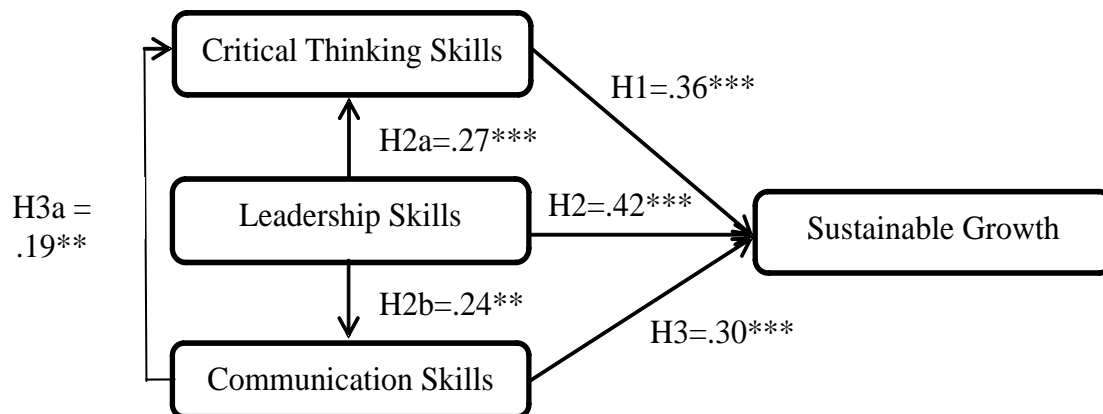 Critical Thinking Skills
H1=.36***
H2a=.27***
H3a =
.19**
Leadership Skills
H2=.42***
Sustainable Growth
H2b=.24**
H3=.30***
Communication Skills